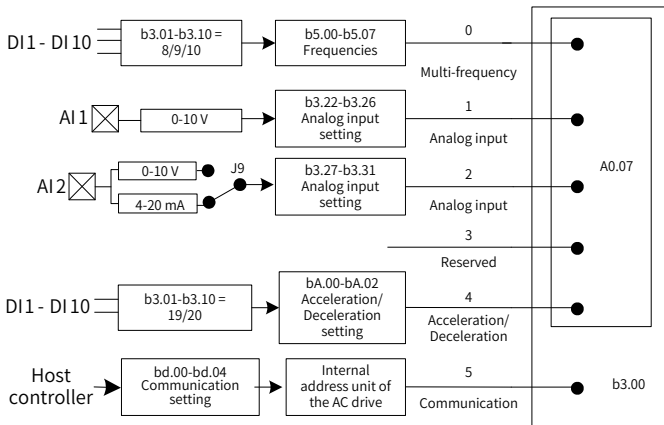 DI1 - DI10
b3.01-b3.10 =
8/9/10
b5.00-b5.07
Frequencies
0
Multi-frequency
AI1
0-10 V
b3.22-b3.26
Analog input
setting
1
Analog input
AI2
0-10 V
4-20 mA
J9
b3.27-b3.31
Analog input
setting
2
Analog input
A0.07
3
Reserved
DI1 - DI10
b3.01-b3.10 =
19/20
bA.00-bA.02
Acceleration/
Deceleration
setting
4
Acceleration/
Deceleration
Host
controller
bd.00-bd.04
Communication
setting
Internal
address unit of
the AC drive
5
Communication
b3.00